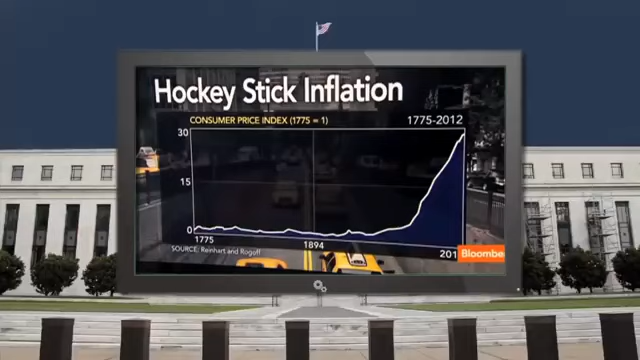 Hockey Stick Inflation
CONSUMER PRICE INDEX (1775 = 1) 1775-2012
30
15
0
1775 1894 201
SOURCE: Reinhart and Rogoff
Bloombe